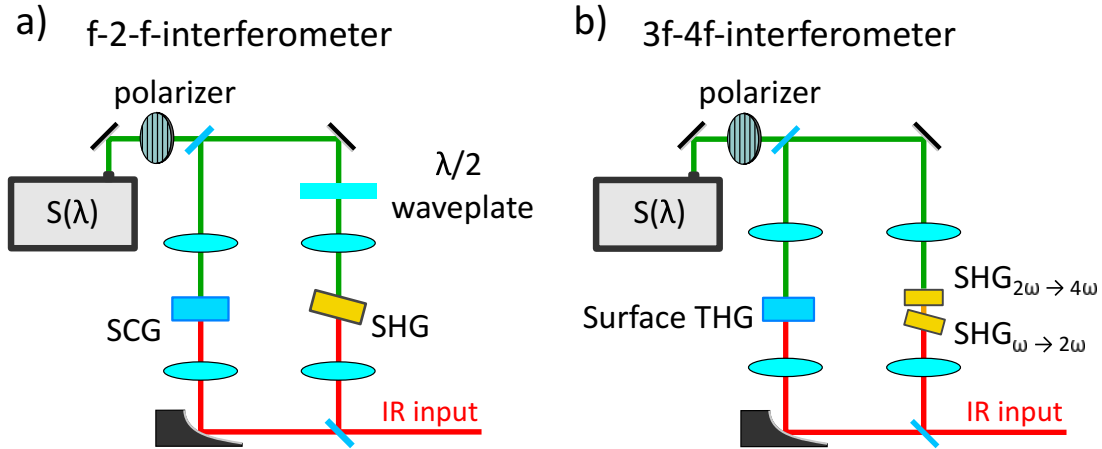 a) f-2-f-interferometer
polarizer
λ/2
waveplate
S(λ)
SCG
SHG
IR input
b) 3f-4f-interferometer
polarizer
S(λ)
SHG2ω → 4ω
Surface THG
SHGω → 2ω
IR input